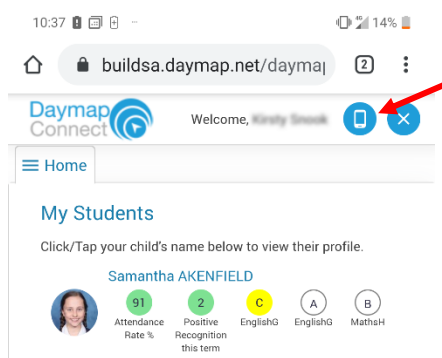 10:37 14%
buildsa.daymap.net/daymap 2
Daymap
Connect
Welcome,
Home
My Students
Click/Tap your child's name below to view their profile.
Samantha AKENFIELD
91 2 C A B
Attendance Positive EnglishG EnglishG MathsH
Rate % Recognition
this term